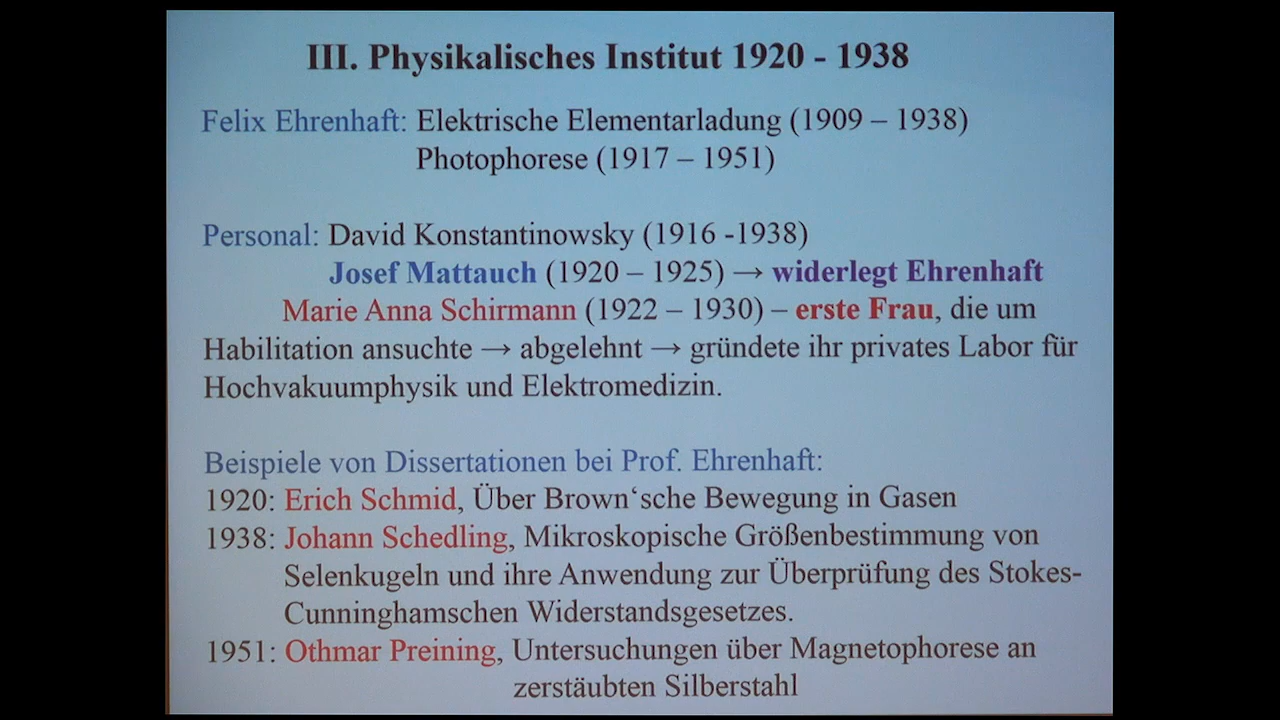 III. Physikalisches Institut 1920 - 1938
Felix Ehrenhaft: Elektrische Elementarladung (1909 – 1938)
Photophorese (1917 – 1951)
Personal: David Konstantinowsky (1916 -1938)
Josef Mattauch (1920 – 1925) → widerlegt Ehrenhaft
Marie Anna Schirmann (1922 – 1930) – erste Frau, die um
Habilitation ansuchte → abgelehnt → gründete ihr privates Labor für
Hochvakuumphysik und Elektromedizin.
Beispiele von Dissertationen bei Prof. Ehrenhaft:
1920: Erich Schmid, Über Brown‘sche Bewegung in Gasen
1938: Johann Schedling, Mikroskopische Größenbestimmung von
Selenkugeln und ihre Anwendung zur Überprüfung des Stokes-
Cunninghamschen Widerstandsgesetzes.
1951: Othmar Preining, Untersuchungen über Magnetophorese an
zerstäubten Silberstahl